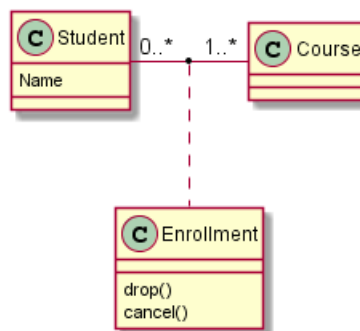 C Student
0..*
1..*
C Course
Name
C Enrollment
drop()
cancel()